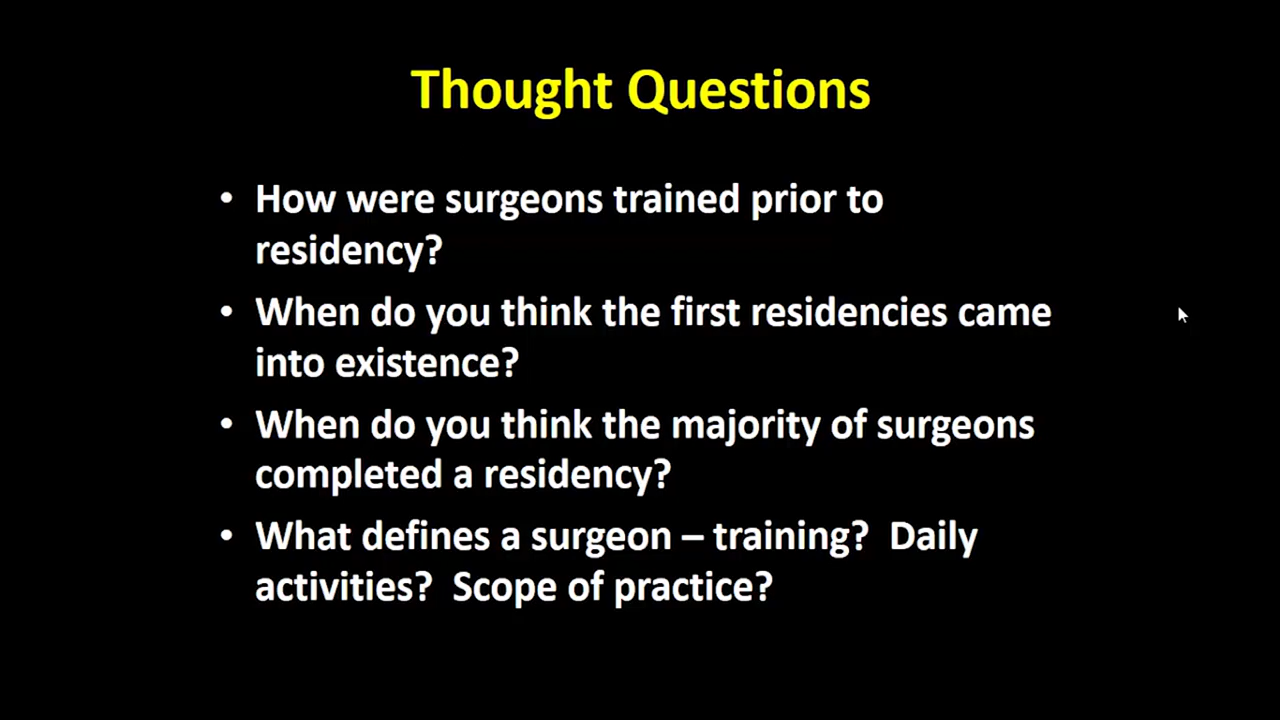 Thought Questions
• How were surgeons trained prior to
residency?
• When do you think the first residencies came
into existence?
• When do you think the majority of surgeons
completed a residency?
• What defines a surgeon – training?  Daily
activities?  Scope of practice?